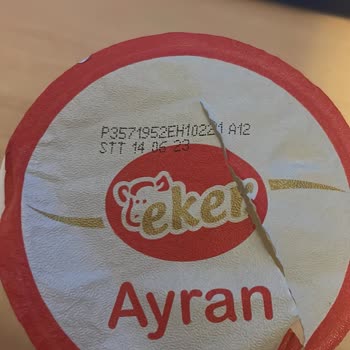 P3571952EH10221 A12
STT 14 06 23
eker
Ayran